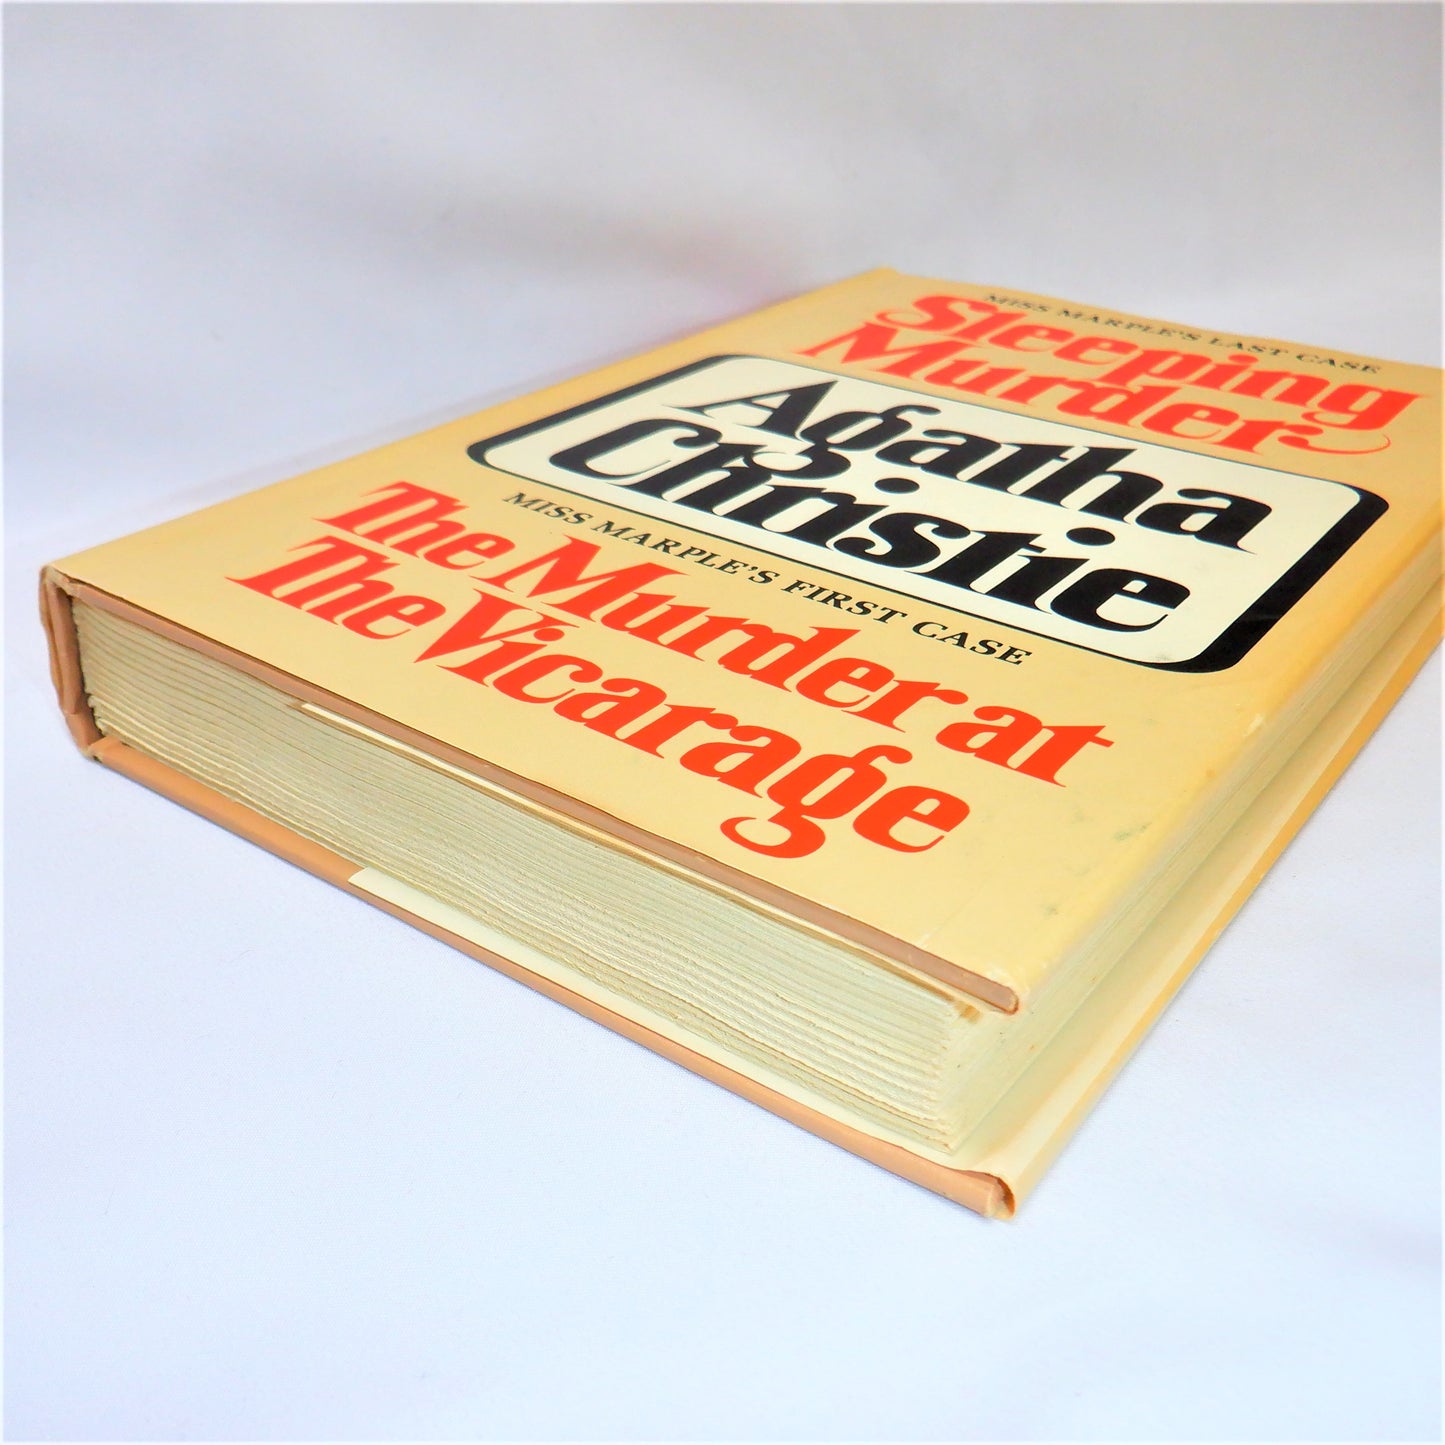 MISS MARPLE'S LAST CASE
Sleeping
Murder
Agatha
Christie
MISS MARPLE'S FIRST CASE
The Murder at
The Vicarage